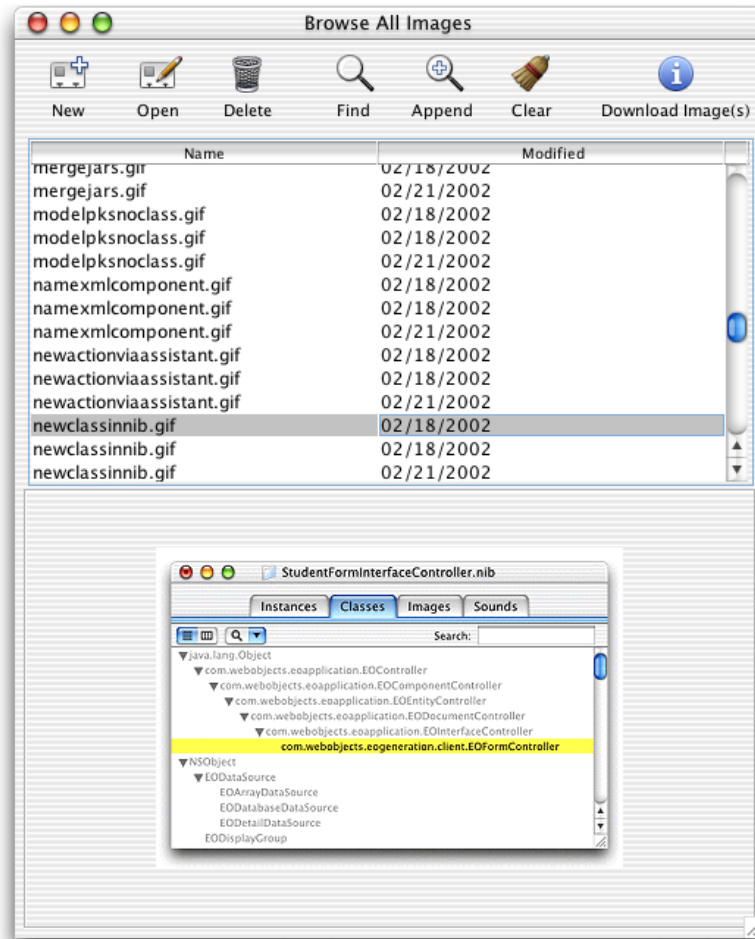 Browse All Images
New Open Delete Find Append Clear Download Image(s)
Name Modified
mergejars.gif 02/18/2002
mergejars.gif 02/21/2002
modelpksnoclass.gif 02/18/2002
modelpksnoclass.gif 02/18/2002
modelpksnoclass.gif 02/21/2002
namexmlcomponent.gif 02/18/2002
namexmlcomponent.gif 02/18/2002
namexmlcomponent.gif 02/21/2002
newactionviaassistant.gif 02/18/2002
newactionviaassistant.gif 02/18/2002
newactionviaassistant.gif 02/21/2002
newclassinnib.gif 02/18/2002
newclassinnib.gif 02/18/2002
newclassinnib.gif 02/21/2002
StudentFormInterfaceController.nib
Instances Classes Images Sounds
Search:
java.lang.Object
com.webobjects.eoapplication.EOController
com.webobjects.eoapplication.EOComponentController
com.webobjects.eoapplication.EOEntityController
com.webobjects.eoapplication.EODocumentController
com.webobjects.eoapplication.EOInterfaceController
com.webobjects.eogeneration.client.EOFormController
NSObject
EODataSource
EOArrayDataSource
EODatabaseDataSource
EODetailDataSource
EODisplayGroup